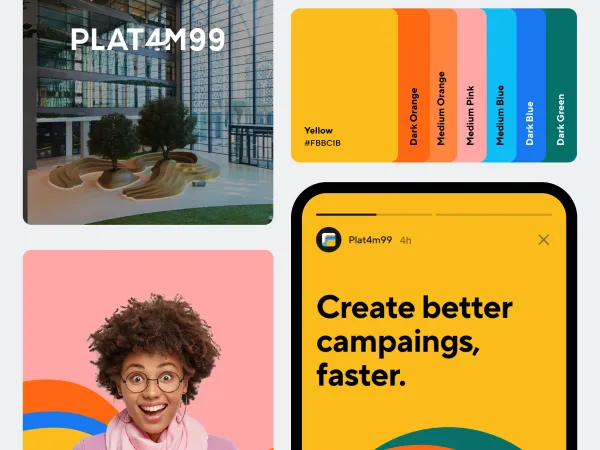 PLAT4M99
Yellow
#FBBC1B
Dark Orange
Medium Orange
Medium Pink
Medium Blue
Dark Blue
Dark Green
Plat4m99 4h
Create better
campaings,
faster.